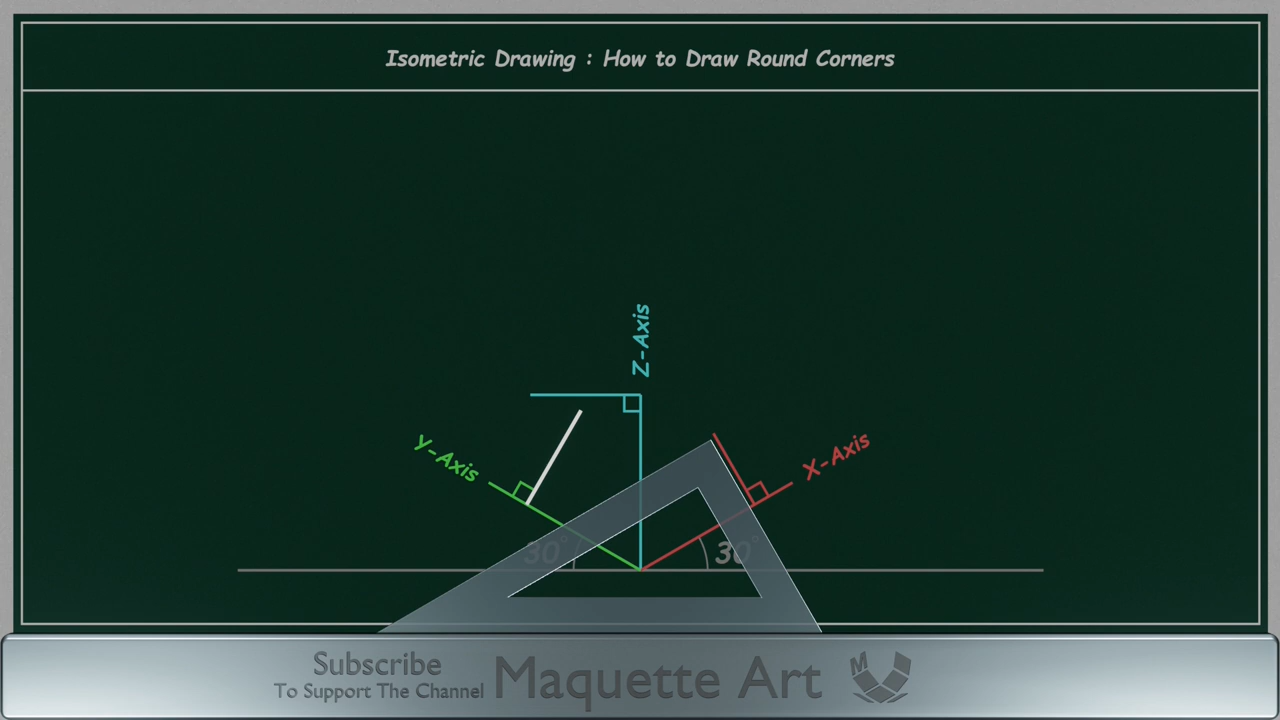 Isometric Drawing : How to Draw Round Corners
Z-Axis
Y-Axis
X-Axis
30°
30°
Subscribe
To Support The Channel
Maquette Art
M